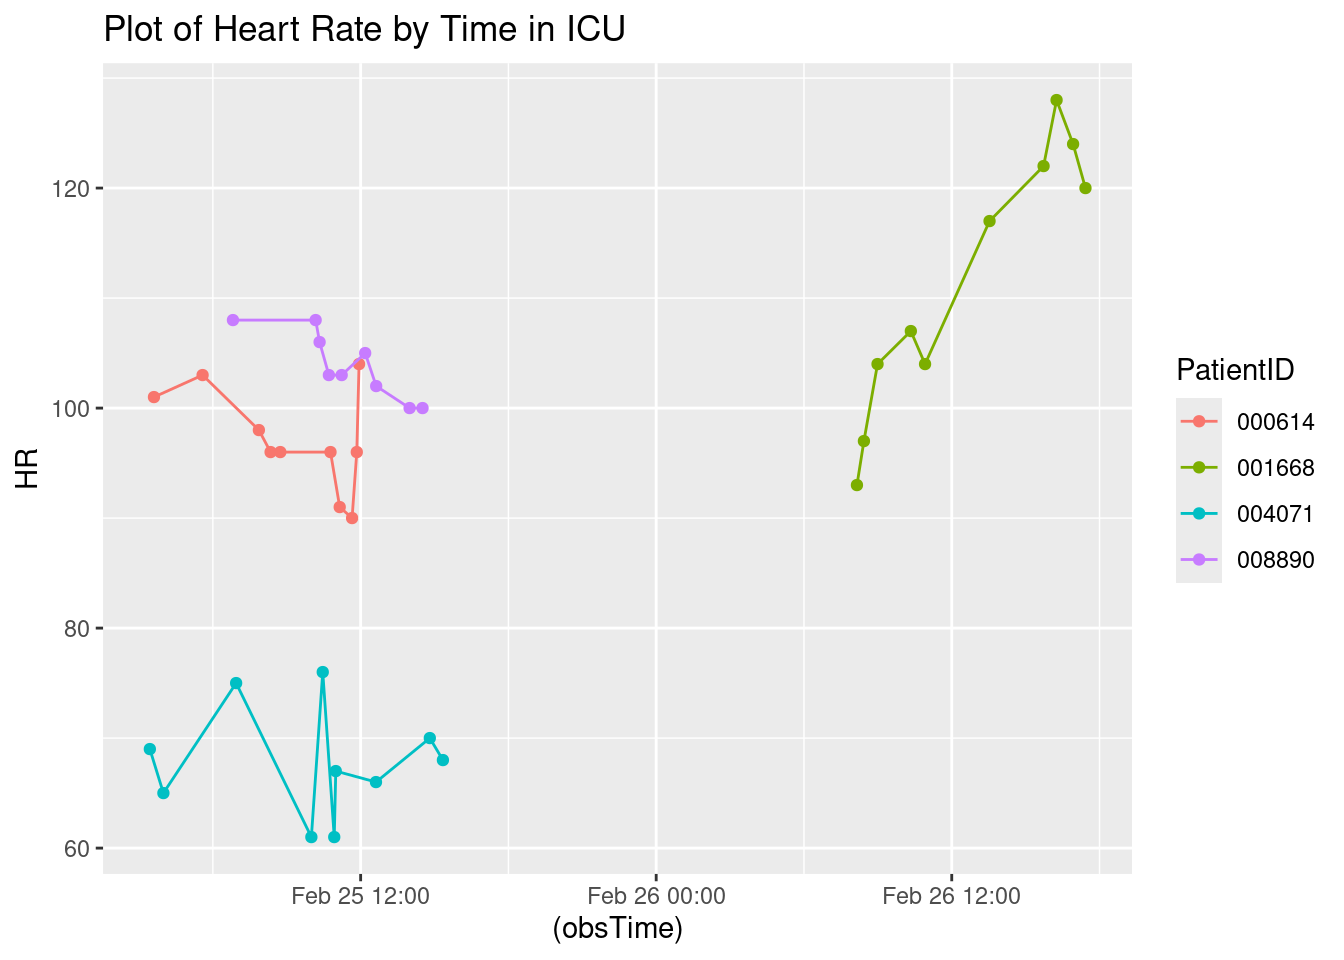 Plot of Heart Rate by Time in ICU
120
100
80
60
HR
Feb 25 12:00
Feb 26 00:00
Feb 26 12:00
(obsTime)
PatientID
000614
001668
004071
008890